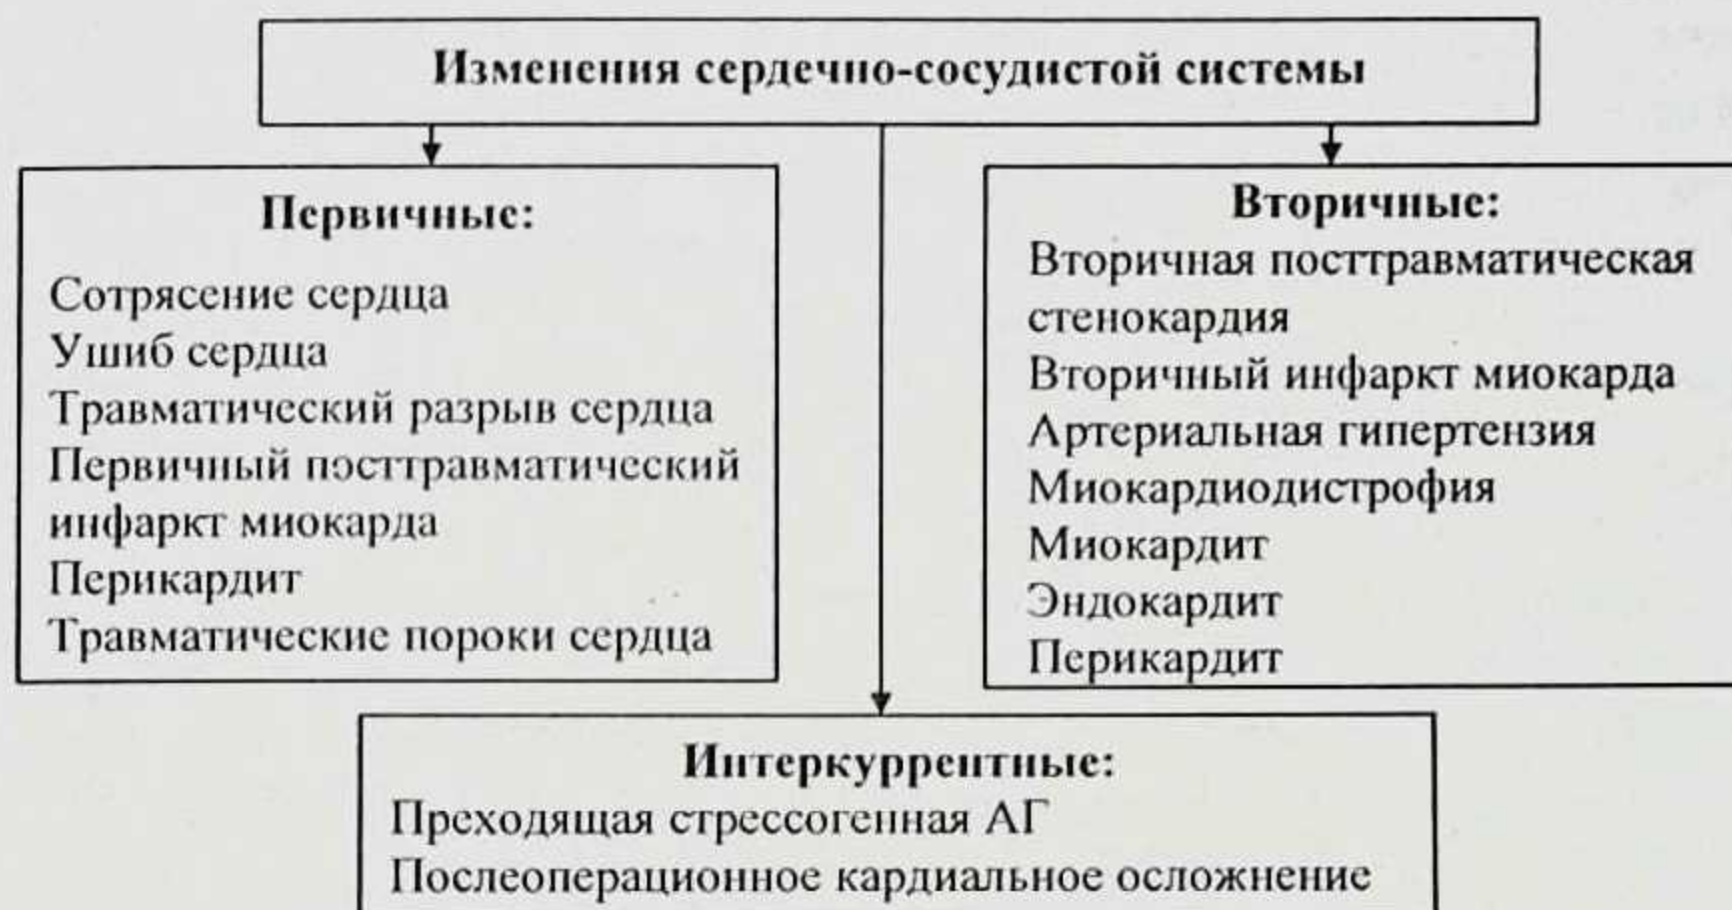 Изменения сердечно-сосудистой системы
Первичные:
Сотрясение сердца
Ушиб сердца
Травматический разрыв сердца
Первичный посттравматический
инфаркт миокарда
Перикардит
Травматические пороки сердца
Вторичные:
Вторичная посттравматическая
стенокардия
Вторичный инфаркт миокарда
Артериальная гипертензия
Миокардиодистрофия
Миокардит
Эндокардит
Перикардит
Интеркуррентные:
Преходящая стрессогенная АГ
Послеоперационное кардиальное осложнение